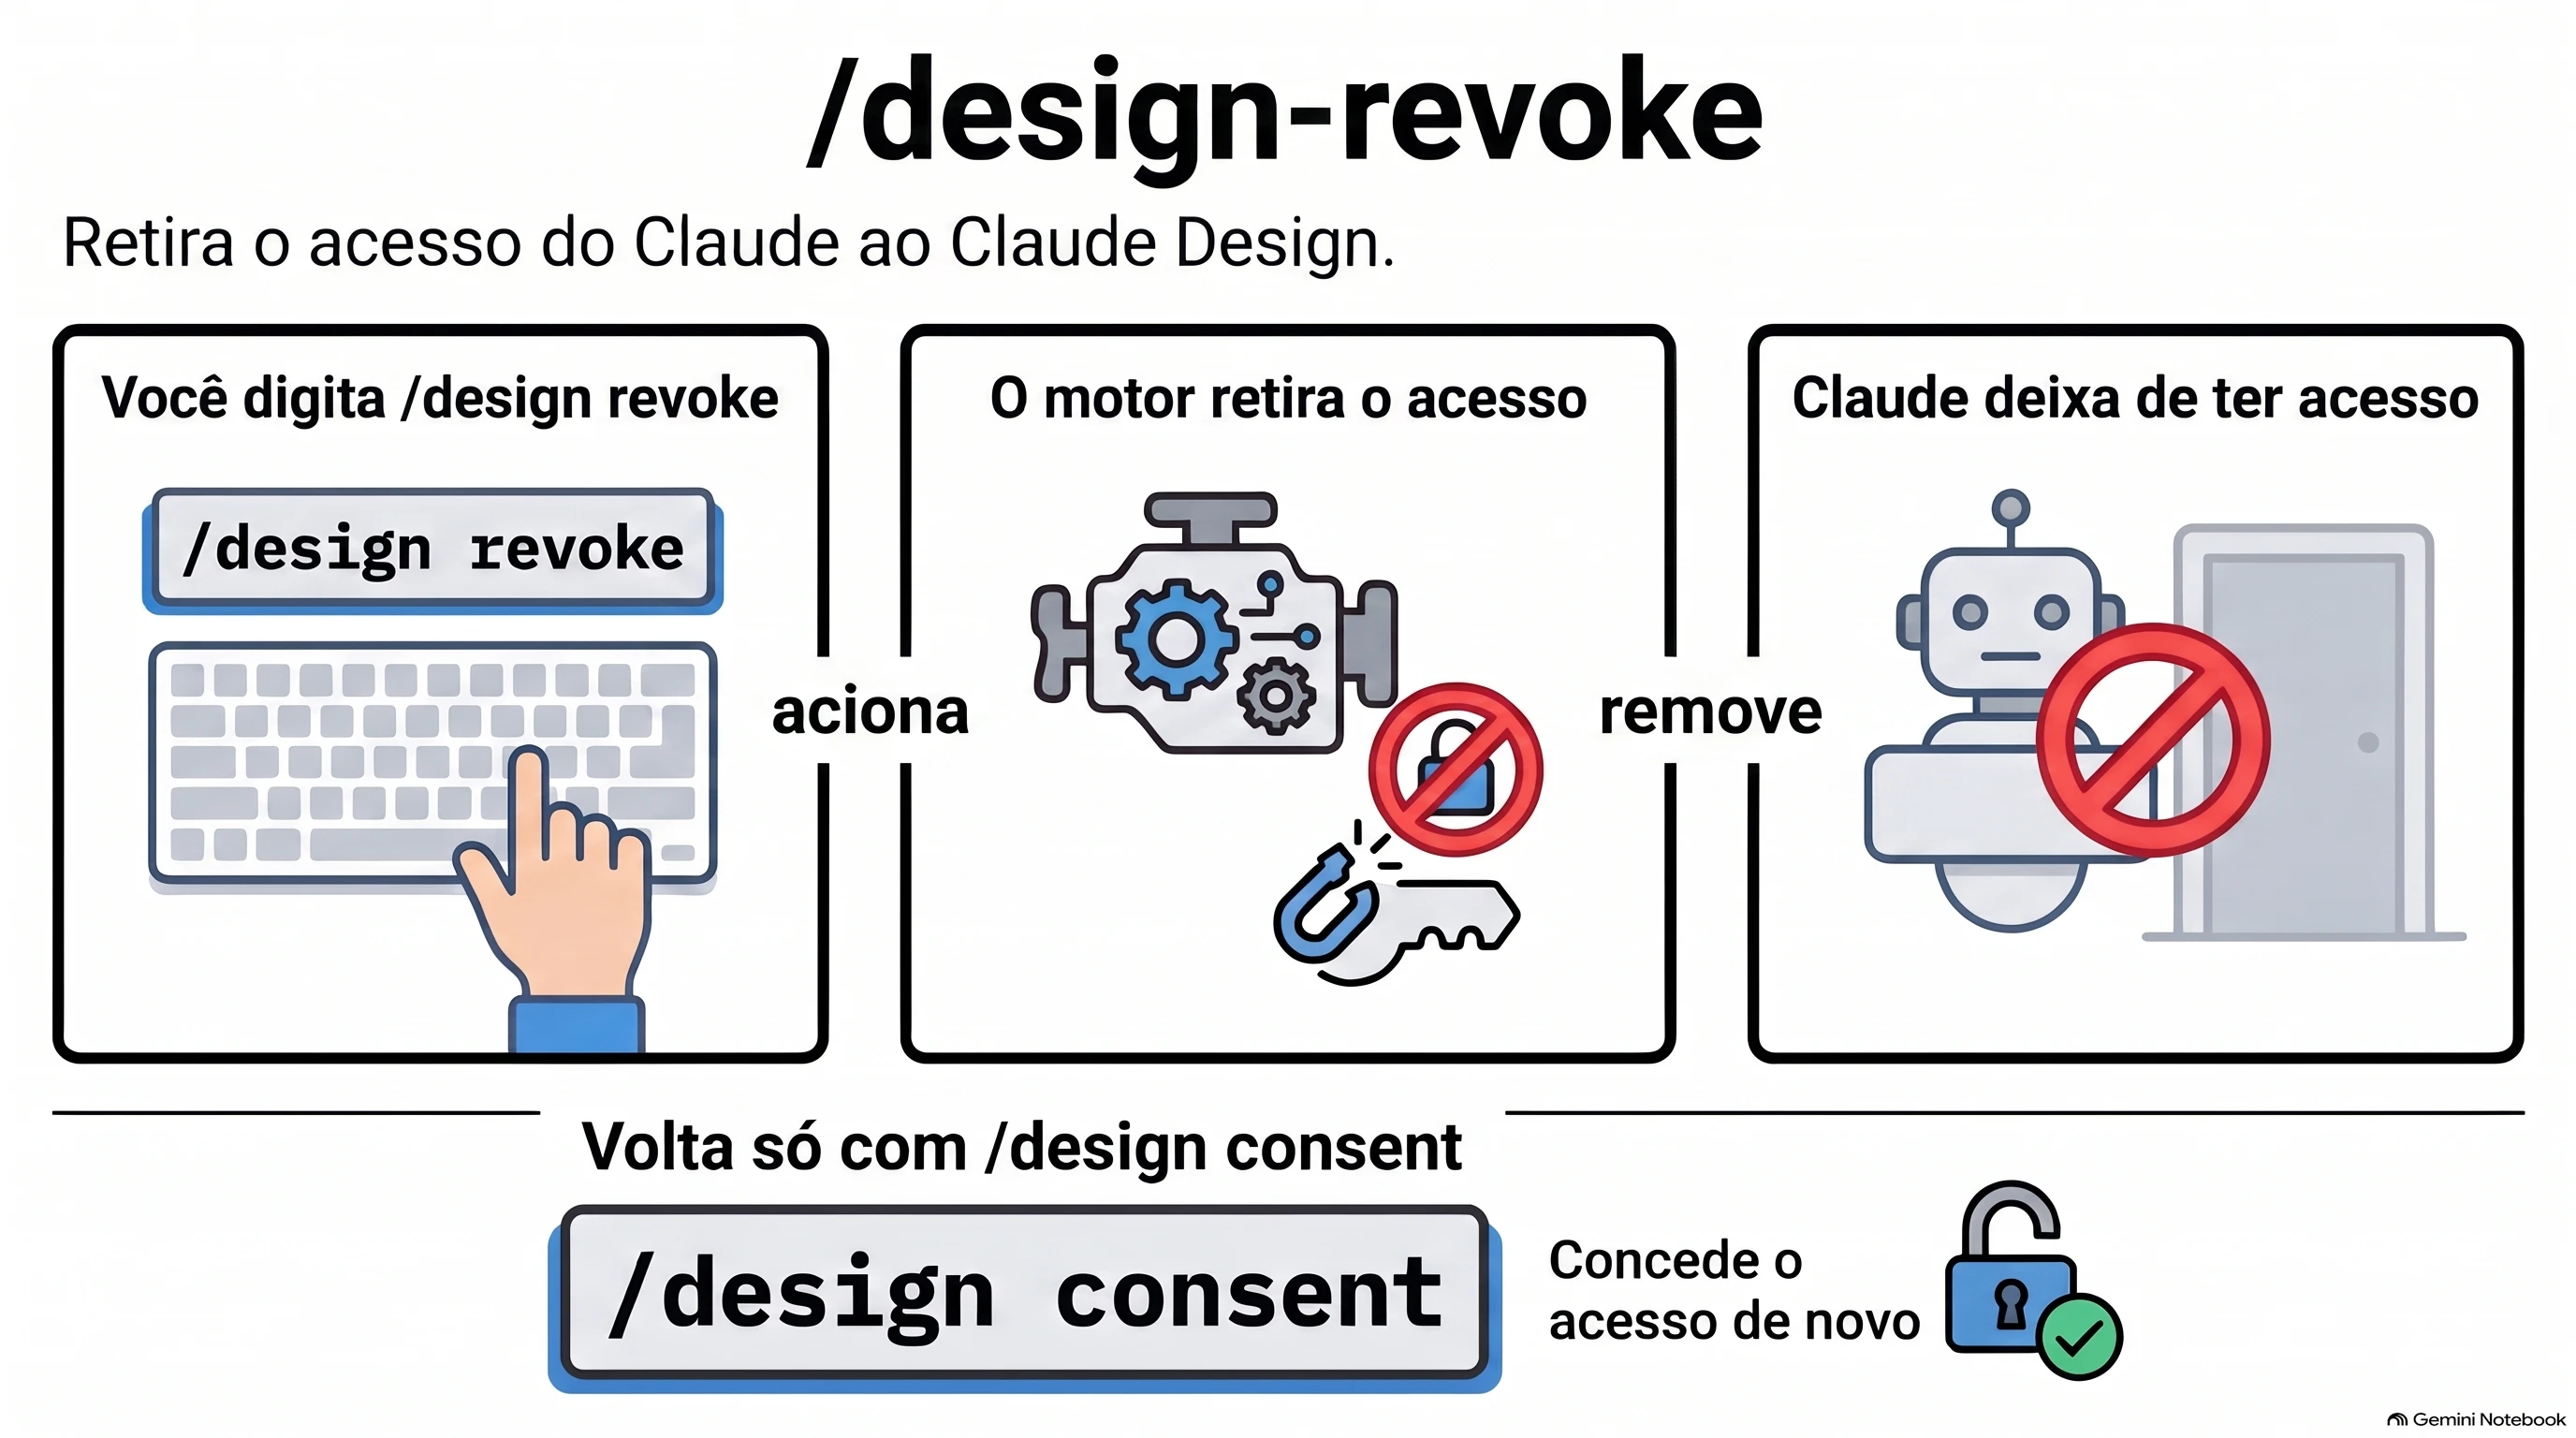 /design-revoke
Retira o acesso do Claude ao Claude Design.
Você digita /design revoke
/design revoke
aciona
O motor retira o acesso
remove
Claude deixa de ter acesso
Volta só com /design consent
/design consent
Concede o
acesso de novo
Gemini Notebook